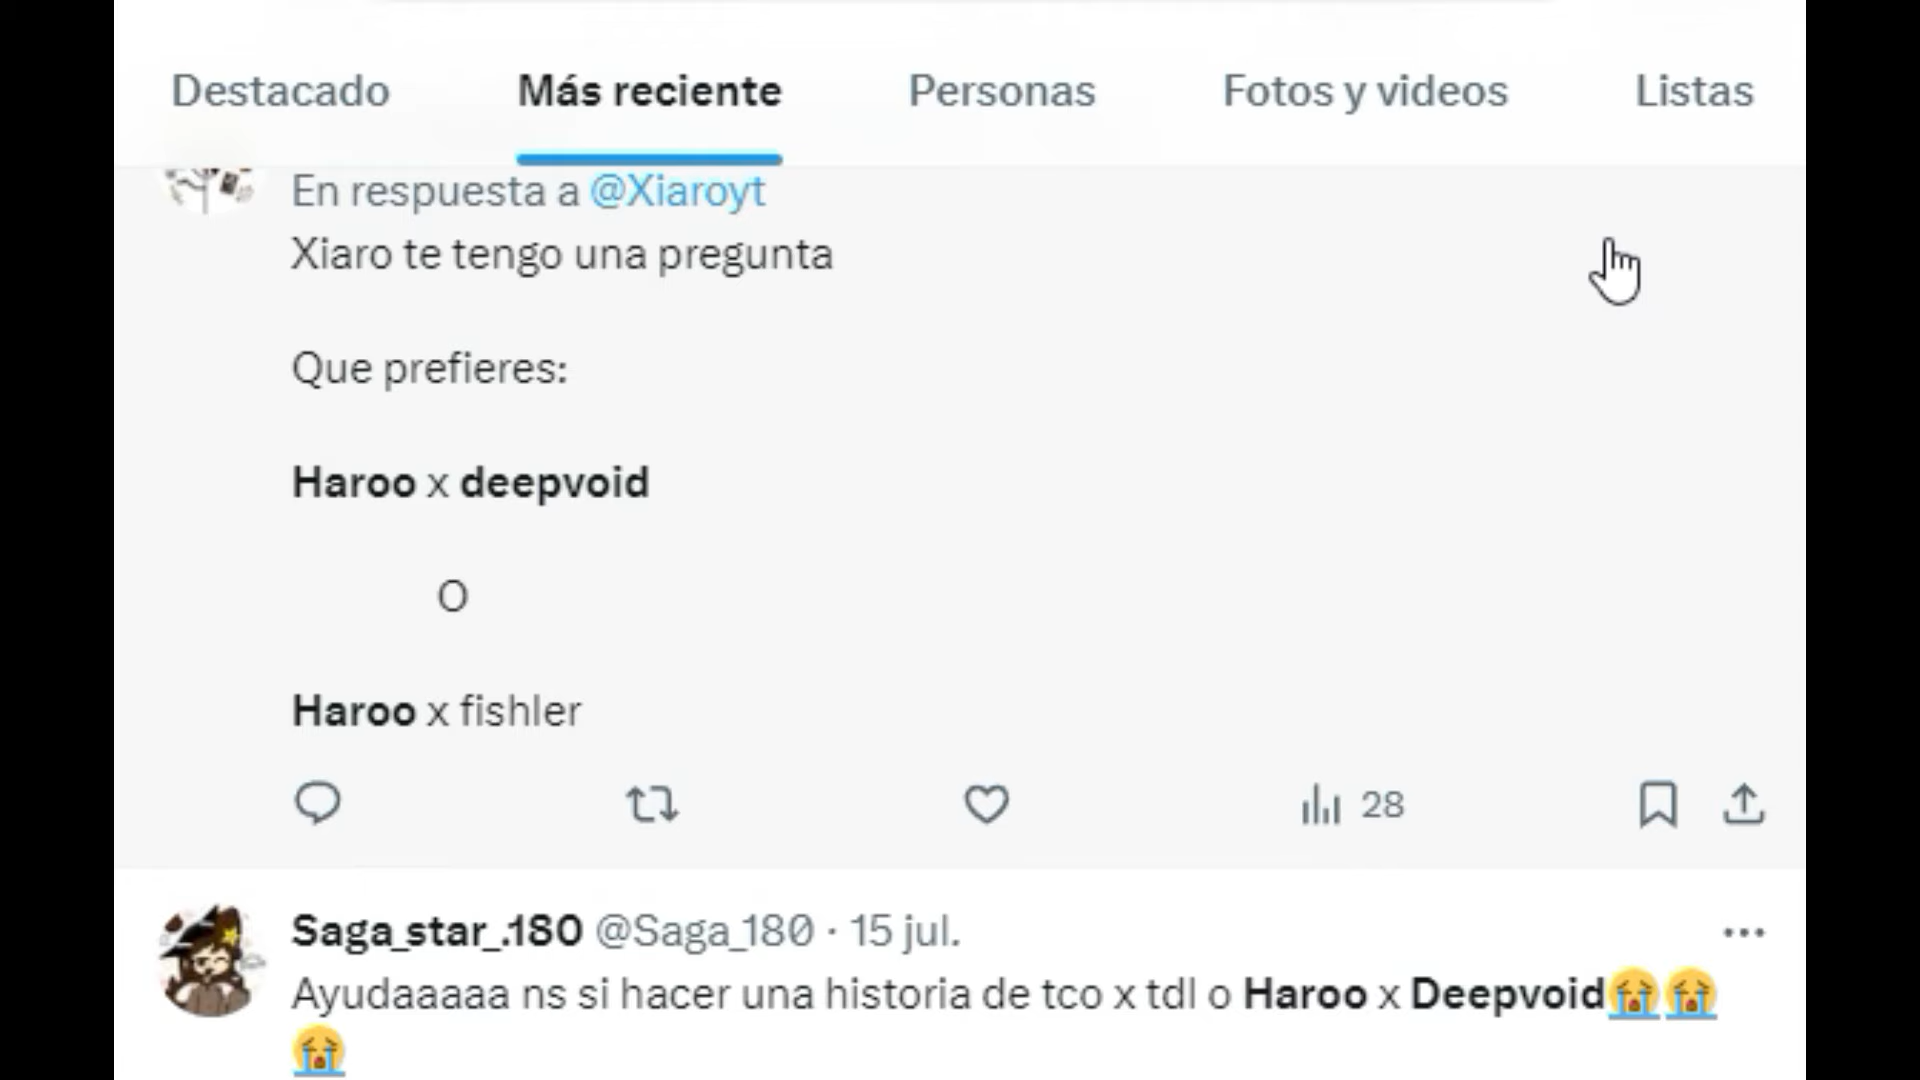 Destacado Más reciente Personas Fotos y videos Listas
En respuesta a @Xiaroyt
Xiaro te tengo una pregunta
Que prefieres:
Haroo x deepvoid
O
Haroo x fishler
28
Saga_star_.180 @Saga_180 · 15 jul.
Ayudaaaaa ns si hacer una historia de tco x tdl o Haroo x Deepvoid😭😭
😭